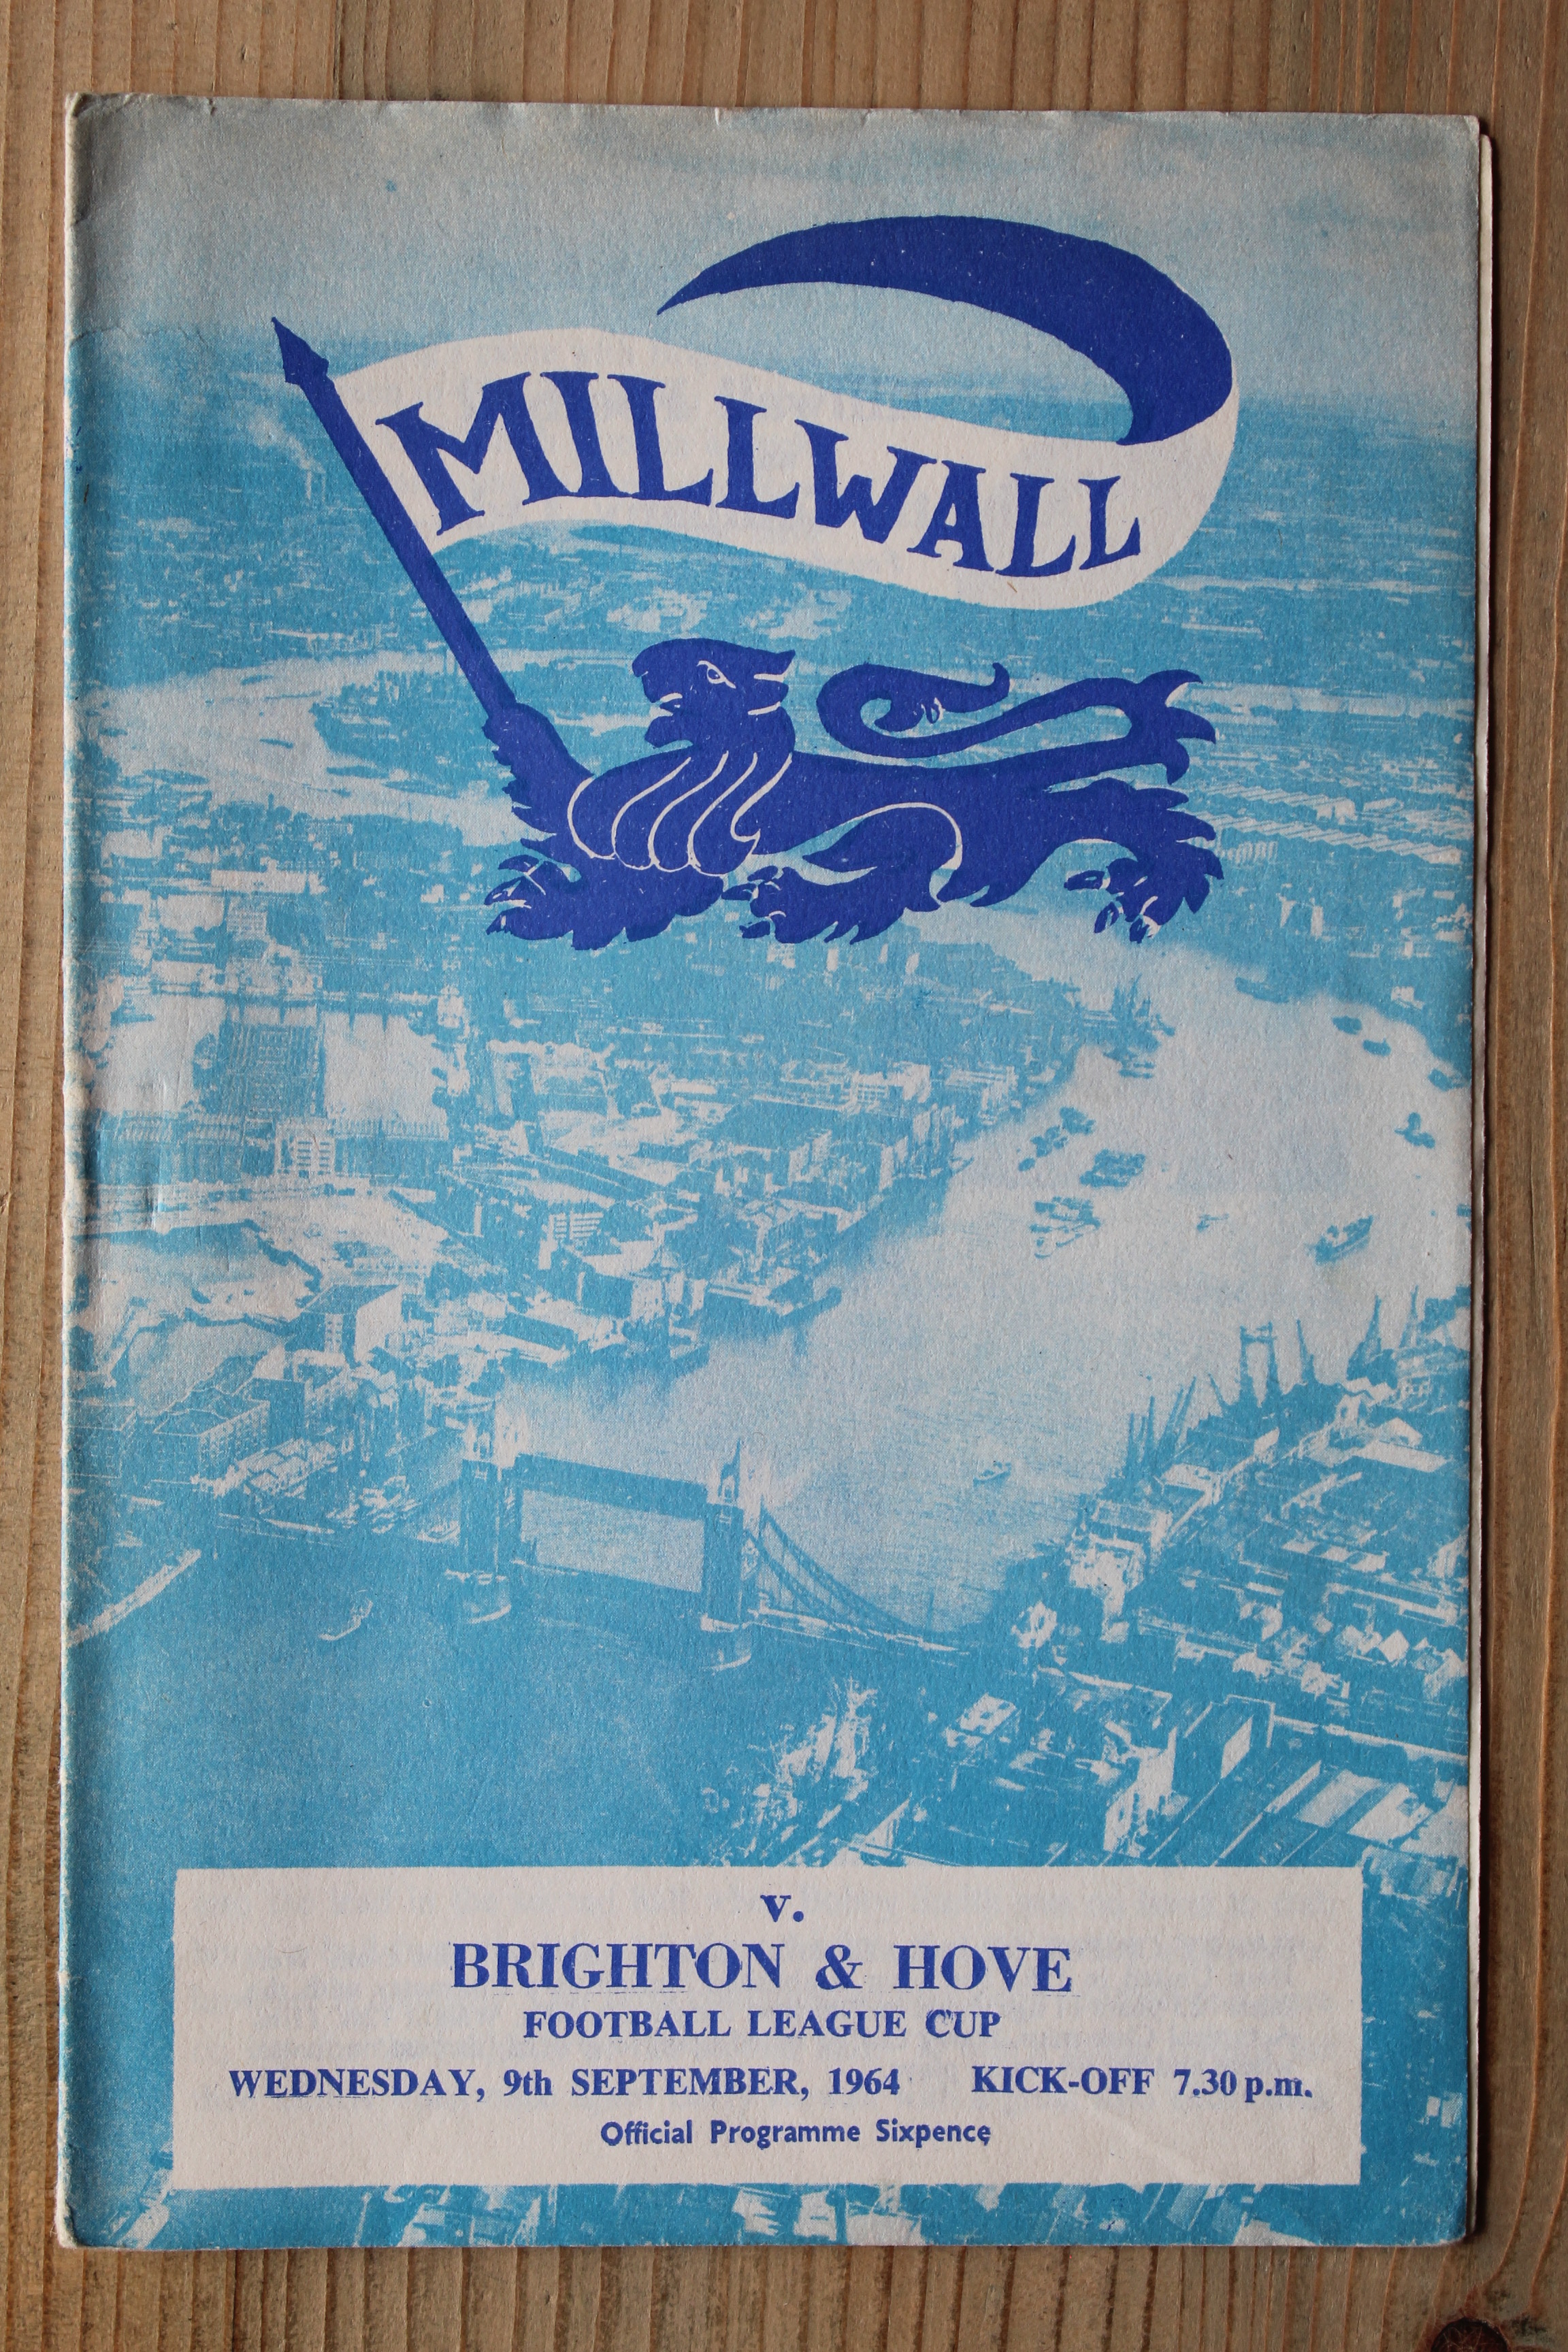 MILLWALL
v.
BRIGHTON & HOVE
FOOTBALL LEAGUE CUP
WEDNESDAY, 9th SEPTEMBER, 1964 KICK-OFF 7.30 p.m.
Official Programme Sixpence